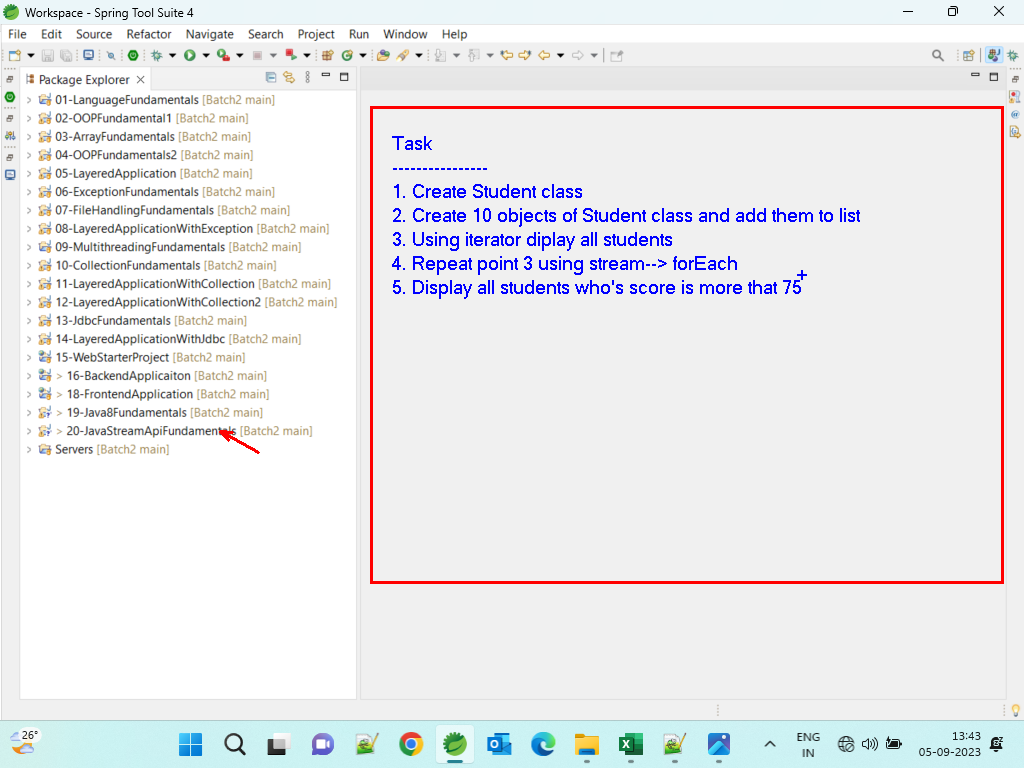 Workspace - Spring Tool Suite 4
File Edit Source Refactor Navigate Search Project Run Window Help
Package Explorer
01-LanguageFundamentals [Batch2 main]
02-OOPFundamental1 [Batch2 main]
03-ArrayFundamentals [Batch2 main]
04-OOPFundamentals2 [Batch2 main]
05-LayeredApplication [Batch2 main]
06-ExceptionFundamentals [Batch2 main]
07-FileHandlingFundamentals [Batch2 main]
08-LayeredApplicationWithException [Batch2 main]
09-MultithreadingFundamentals [Batch2 main]
10-CollectionFundamentals [Batch2 main]
11-LayeredApplicationWithCollection [Batch2 main]
12-LayeredApplicationWithCollection2 [Batch2 main]
13-JdbcFundamentals [Batch2 main]
14-LayeredApplicationWithJdbc [Batch2 main]
15-WebStarterProject [Batch2 main]
> 16-BackendApplicaiton [Batch2 main]
> 18-FrontendApplication [Batch2 main]
> 19-Java8Fundamentals [Batch2 main]
> 20-JavaStreamApiFundamentals [Batch2 main]
Servers [Batch2 main]
Task
----------------
1. Create Student class
2. Create 10 objects of Student class and add them to list
3. Using iterator diplay all students
4. Repeat point 3 using stream--> forEach
5. Display all students who's score is more that 75
26°
ENG
IN
13:43
05-09-2023